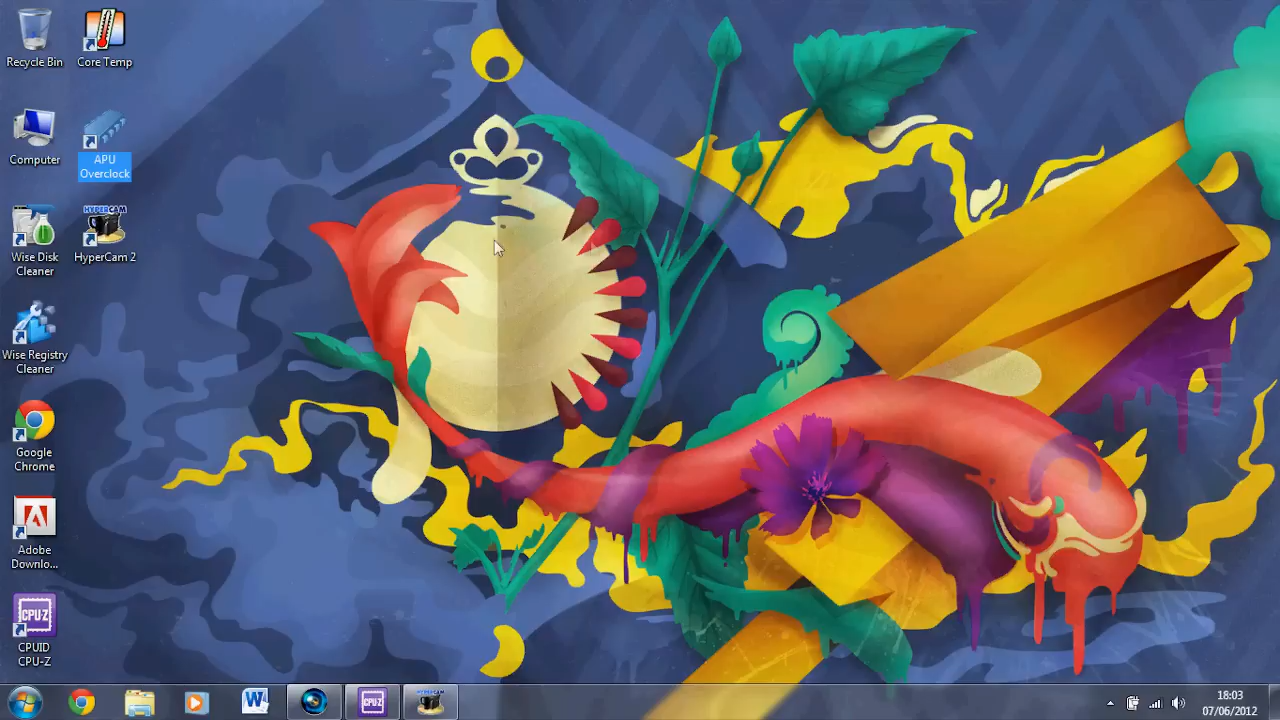 Recycle Bin
Core Temp
Computer
APU
Overclock
Wise Disk
Cleaner
HYPERCAM
HyperCam 2
Wise Registry
Cleaner
Google
Chrome
Adobe
Downlo...
CPU-Z
CPUID
CPU-Z
W
CPU-Z
HYPERCAM
18:03
07/06/2012